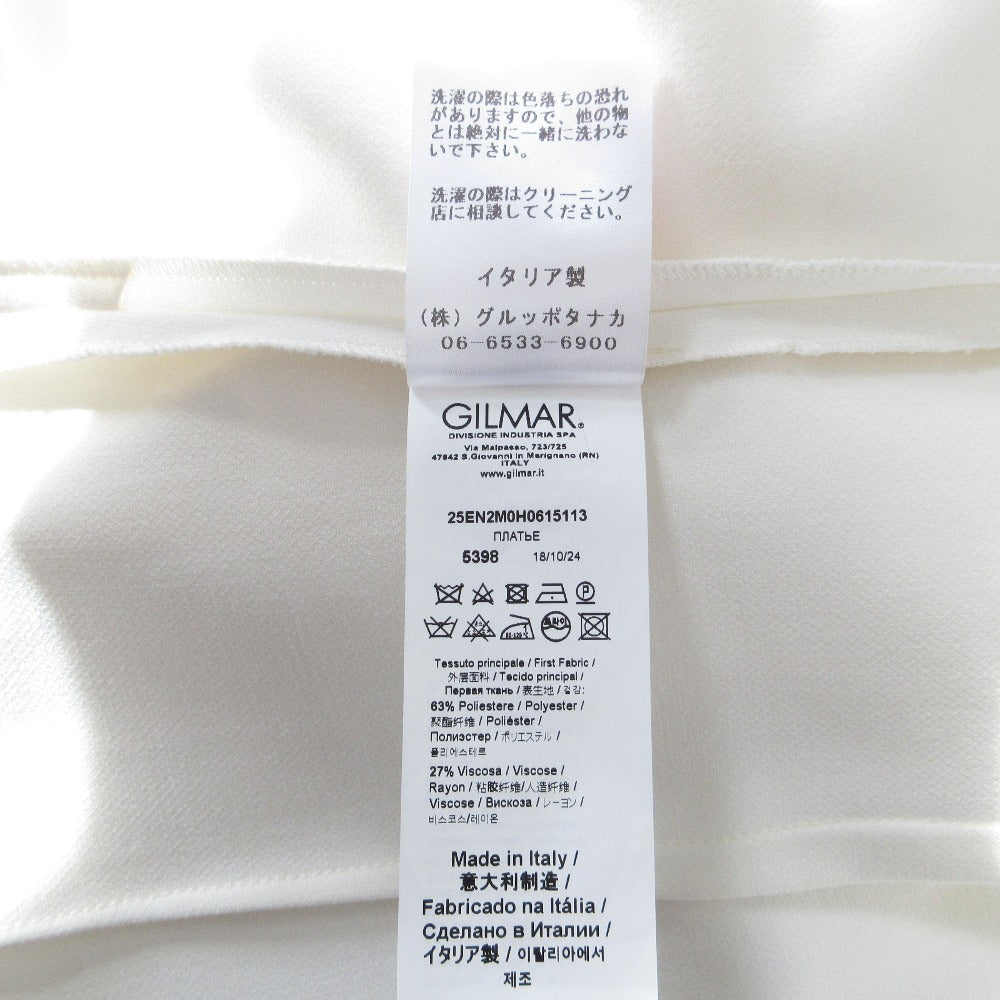 洗濯の際は色落ちの恐れ
がありますので、他の物
とは絶対に一緒に洗わな
いで下さい。
洗濯の際はクリーニング
店に相談してください。
イタリア製
(株)グルッポタナカ
06-6533-6900
GILMAR®
DIVISIONE INDUSTRIA SPA
Via Malpasso, 723/725
47842 S.Giovanni in Marignano (RN)
ITALY
www.gilmar.it
25EN2M0H0615113
ПЛАТЬЕ
5398 18/10/24
P
80-120℃ 드라이
Tessuto principale / First Fabric /
外层面料 / Tecido principal /
Первая ткань / 表生地 / 겉감:
63% Poliestere / Polyester /
聚酯纤维 / Poliéster /
Полиэстер / ポリエステル /
폴리에스테르
27% Viscosa / Viscose /
Rayon / 粘胶纤维/人造纤维 /
Viscose / Вискоза / レーヨン /
비스코스/레이온
Made in Italy /
意大利制造 /
Fabricado na Itália /
Сделано в Италии /
イタリア製 / 이탈리아에서
제조